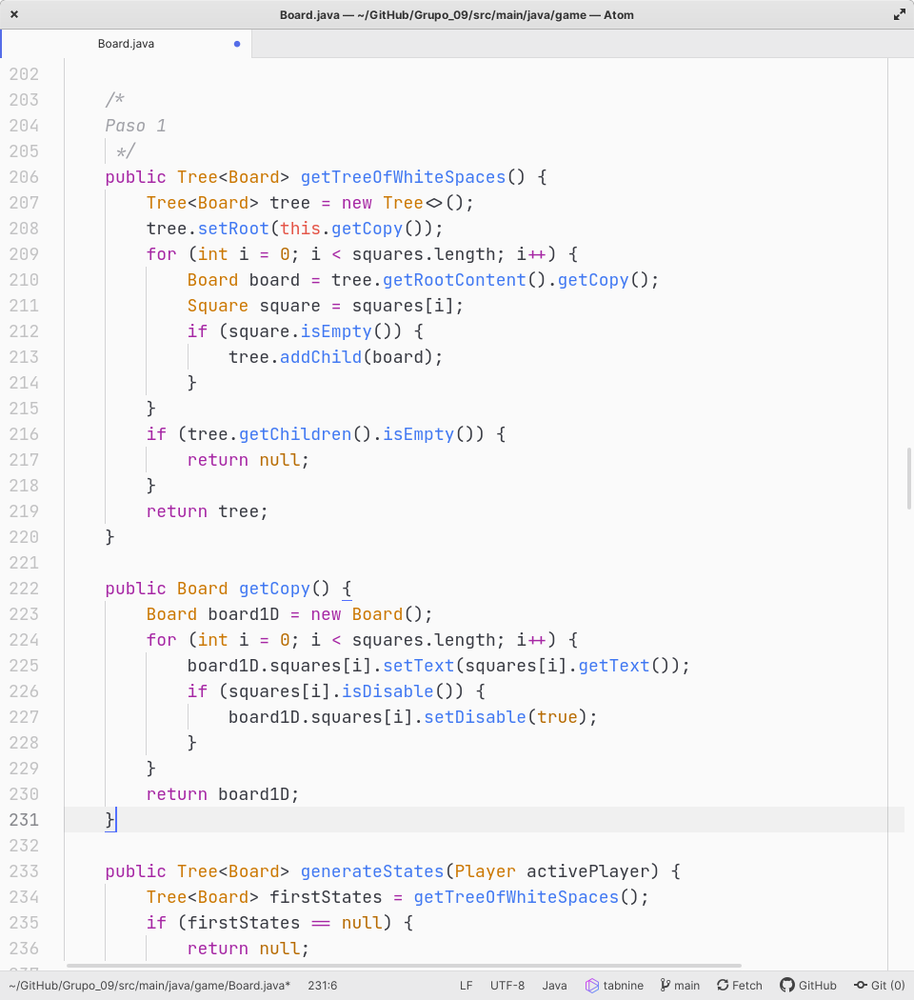 Board.java — ~/GitHub/Grupo_09/src/main/java/game — Atom
Board.java
202
203     /*
204     Paso 1
205      */
206     public Tree<Board> getTreeOfWhiteSpaces() {
207         Tree<Board> tree = new Tree<>();
208         tree.setRoot(this.getCopy());
209         for (int i = 0; i < squares.length; i++) {
210             Board board = tree.getRootContent().getCopy();
211             Square square = squares[i];
212             if (square.isEmpty()) {
213                 tree.addChild(board);
214             }
215         }
216         if (tree.getChildren().isEmpty()) {
217             return null;
218         }
219         return tree;
220     }
221
222     public Board getCopy() {
223         Board board1D = new Board();
224         for (int i = 0; i < squares.length; i++) {
225             board1D.squares[i].setText(squares[i].getText());
226             if (squares[i].isDisable()) {
227                 board1D.squares[i].setDisable(true);
228             }
229         }
230         return board1D;
231     }
232
233     public Tree<Board> generateStates(Player activePlayer) {
234         Tree<Board> firstStates = getTreeOfWhiteSpaces();
235         if (firstStates == null) {
236             return null;
~/GitHub/Grupo_09/src/main/java/game/Board.java* 231:6 LF UTF-8 Java tabnine main Fetch GitHub Git (0)